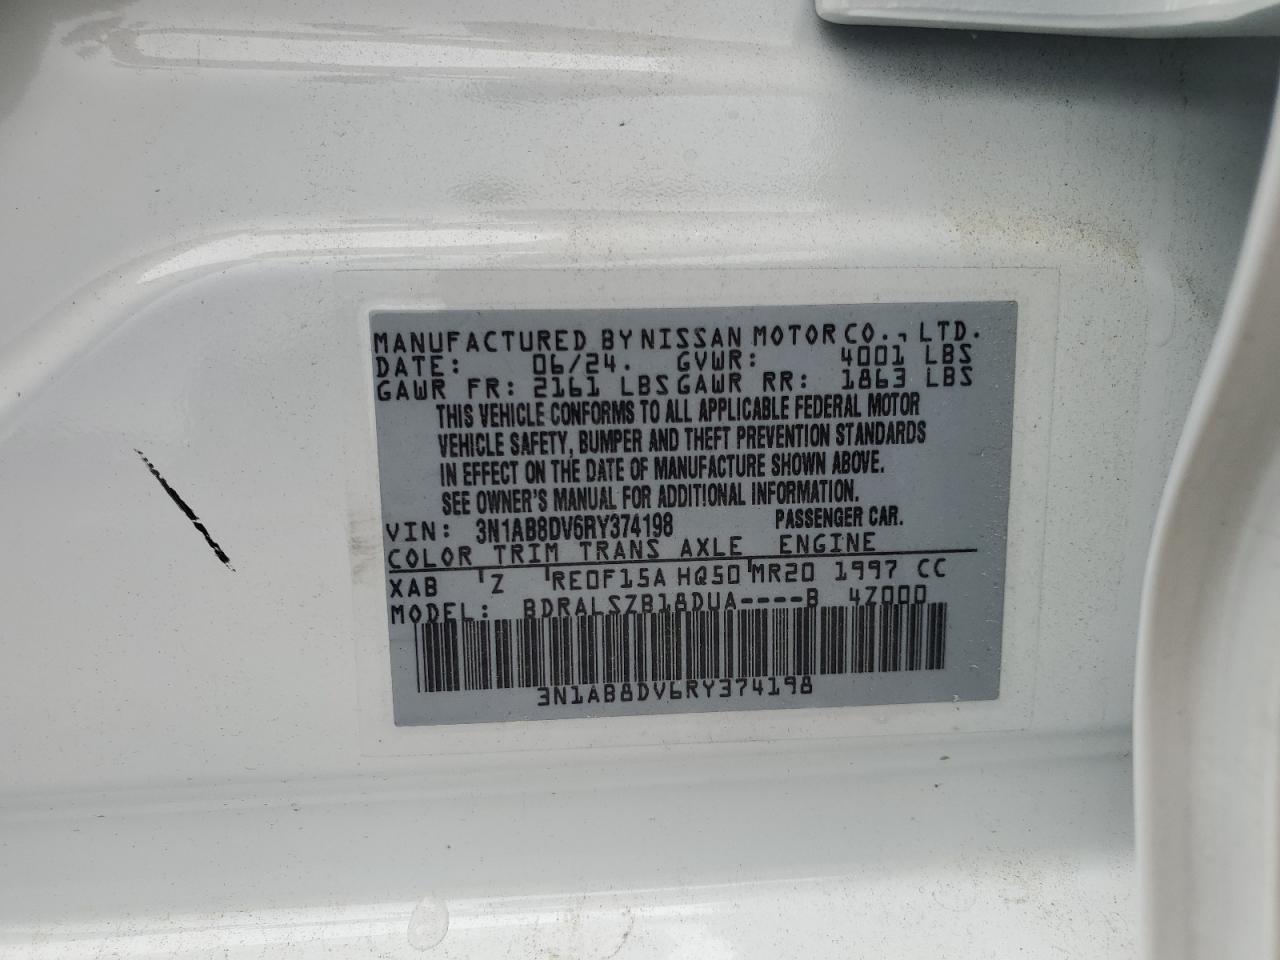 MANUFACTURED BY NISSAN MOTOR CO., LTD.
DATE: 06/24. GVWR: 4001 LBS
GAWR FR: 2161 LBS GAWR RR: 1863 LBS
THIS VEHICLE CONFORMS TO ALL APPLICABLE FEDERAL MOTOR
VEHICLE SAFETY, BUMPER AND THEFT PREVENTION STANDARDS
IN EFFECT ON THE DATE OF MANUFACTURE SHOWN ABOVE.
SEE OWNER'S MANUAL FOR ADDITIONAL INFORMATION.
VIN: 3N1AB8DV6RY374198 PASSENGER CAR.
COLOR TRIM TRANS AXLE ENGINE
XAB Z RE0F15A HQ50 MR20 1997 CC
MODEL: BDRALSZB18DUA----B 4Z000
3N1AB8DV6RY374198